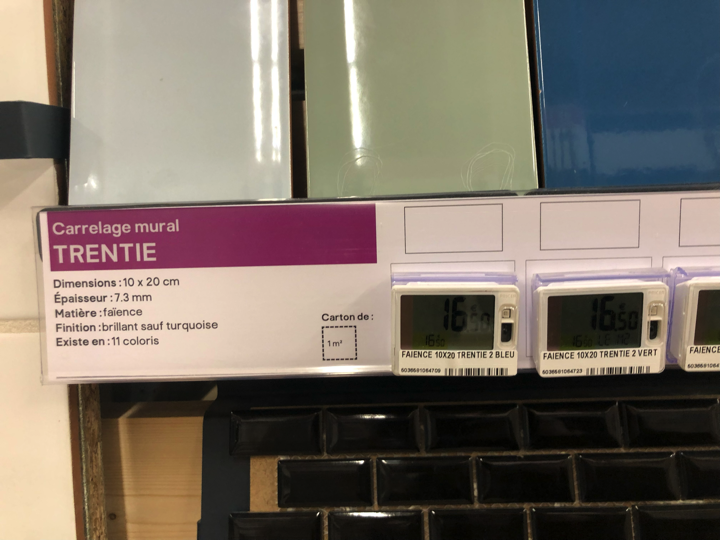 Carrelage mural
TRENTIE
Dimensions : 10 x 20 cm
Épaisseur : 7.3 mm
Matière : faïence
Finition : brillant sauf turquoise
Existe en : 11 coloris
Carton de :
1 m²
16.50
FAIENCE 10X20 TRENTIE 2 BLEU
16.50
FAIENCE 10X20 TRENTIE 2 VERT
FAIENCE